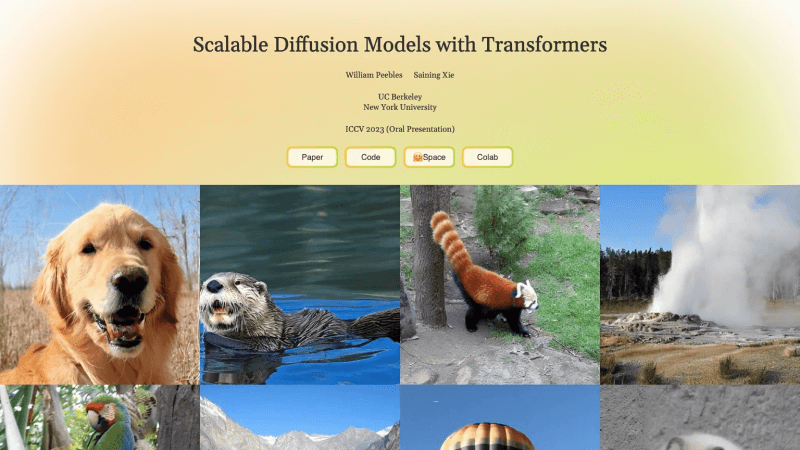 Scalable Diffusion Models with Transformers
William Peebles Saining Xie
UC Berkeley
New York University
ICCV 2023 (Oral Presentation)
Paper Code 🤗Space Colab